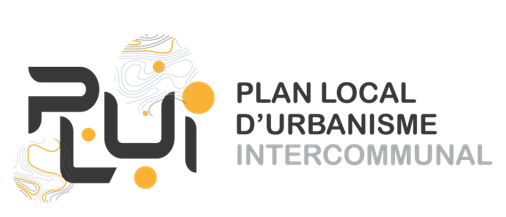 PLUi
PLAN LOCAL
D'URBANISME
INTERCOMMUNAL